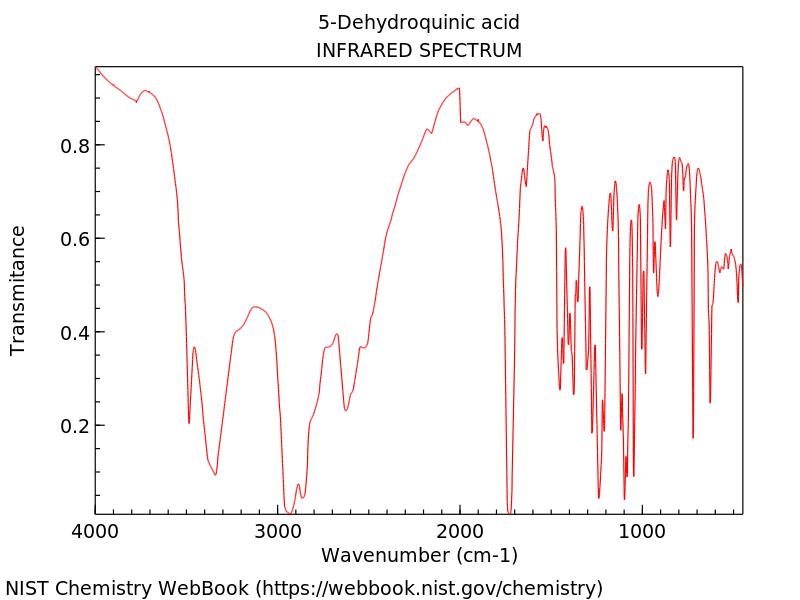 5-Dehydroquinic acid
INFRARED SPECTRUM
0.8
0.6
0.4
0.2
Transmitance
4000 3000 2000 1000
Wavenumber (cm-1)
NIST Chemistry WebBook (https://webbook.nist.gov/chemistry)